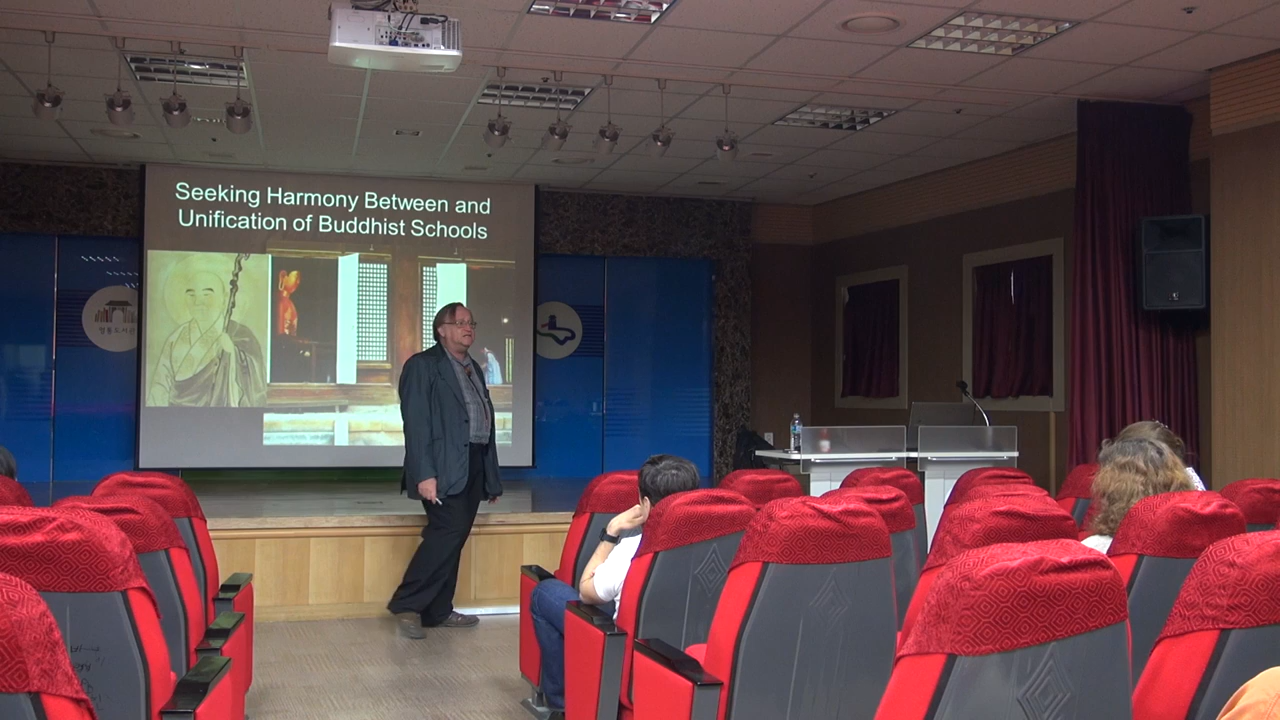 Seeking Harmony Between and
Unification of Buddhist Schools